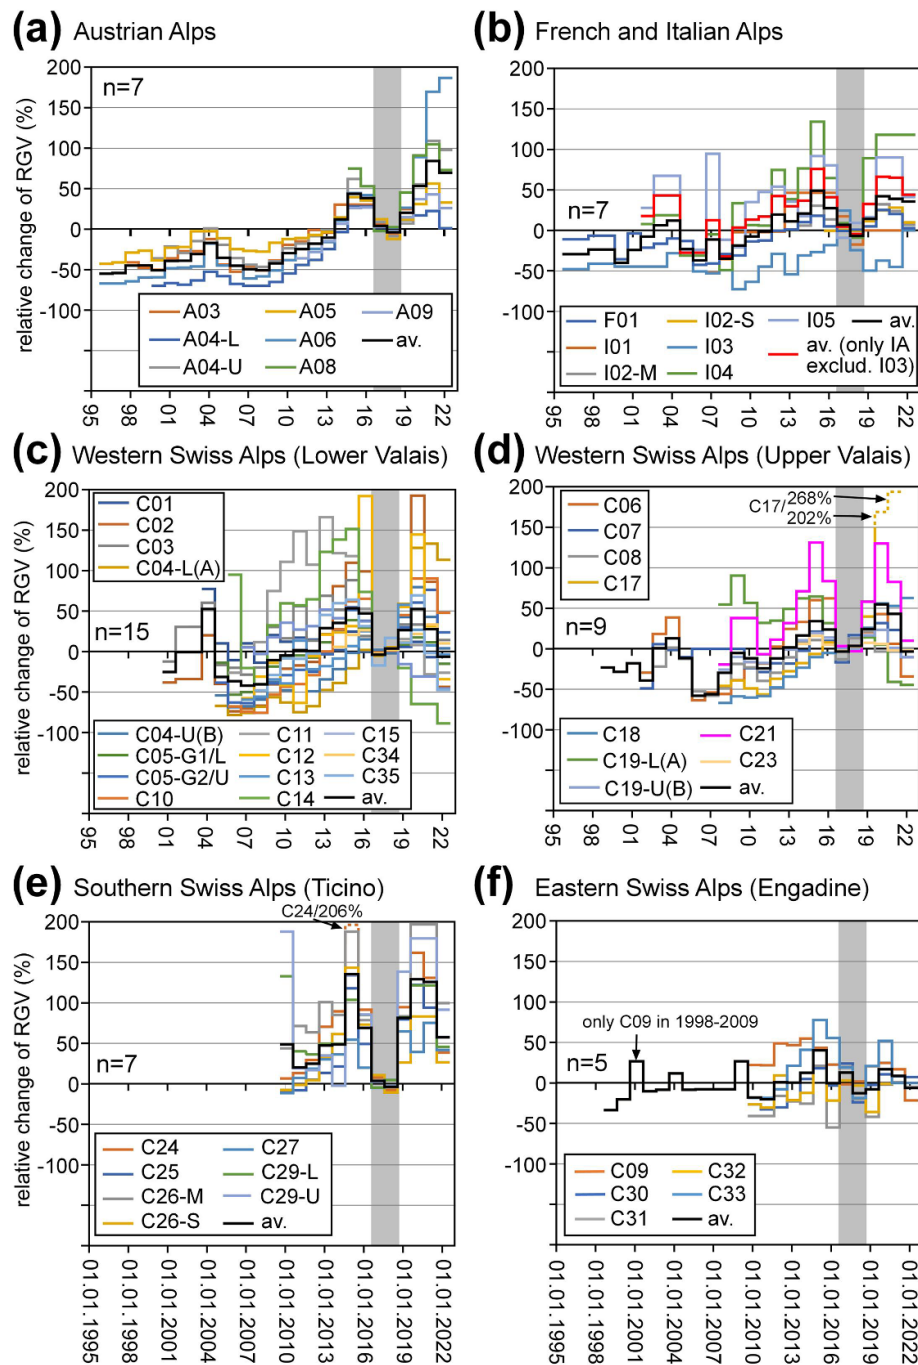 (a) Austrian Alps
relative change of RGV (%)
200
150
100
50
0
-50
-100
n=7
A03
A04-L
A04-U
A05
A06
A08
A09
av.
95 98 01 04 07 10 13 16 19 22
(b) French and Italian Alps
200
150
100
50
0
-50
-100
n=7
F01
I01
I02-M
I02-S
I03
I04
I05
av.
av. (only IA
exclud. I03)
95 98 01 04 07 10 13 16 19 22
(c) Western Swiss Alps (Lower Valais)
relative change of RGV (%)
200
150
100
50
0
-50
-100
C01
C02
C03
C04-L(A)
n=15
C04-U(B)
C05-G1/L
C05-G2/U
C10
C11
C12
C13
C14
C15
C34
C35
av.
95 98 01 04 07 10 13 16 19 22
(d) Western Swiss Alps (Upper Valais)
200
150
100
50
0
-50
-100
C06
C07
C08
C17
C17/268%
202%
n=9
C18
C19-L(A)
C19-U(B)
C21
C23
av.
95 98 01 04 07 10 13 16 19 22
(e) Southern Swiss Alps (Ticino)
relative change of RGV (%)
200
150
100
50
0
-100
C24/206%
n=7
C24
C25
C26-M
C26-S
C27
C29-L
C29-U
av.
01.01.1995
01.01.1998
01.01.2001
01.01.2004
01.01.2007
01.01.2010
01.01.2013
01.01.2016
01.01.2019
01.01.2022
(f) Eastern Swiss Alps (Engadine)
200
150
100
50
0
-50
-100
only C09 in 1998-2009
n=5
C09
C30
C31
C32
C33
av.
01.01.1995
01.01.1998
01.01.2001
01.01.2004
01.01.2007
01.01.2010
01.01.2013
01.01.2016
01.01.2019
01.01.2022